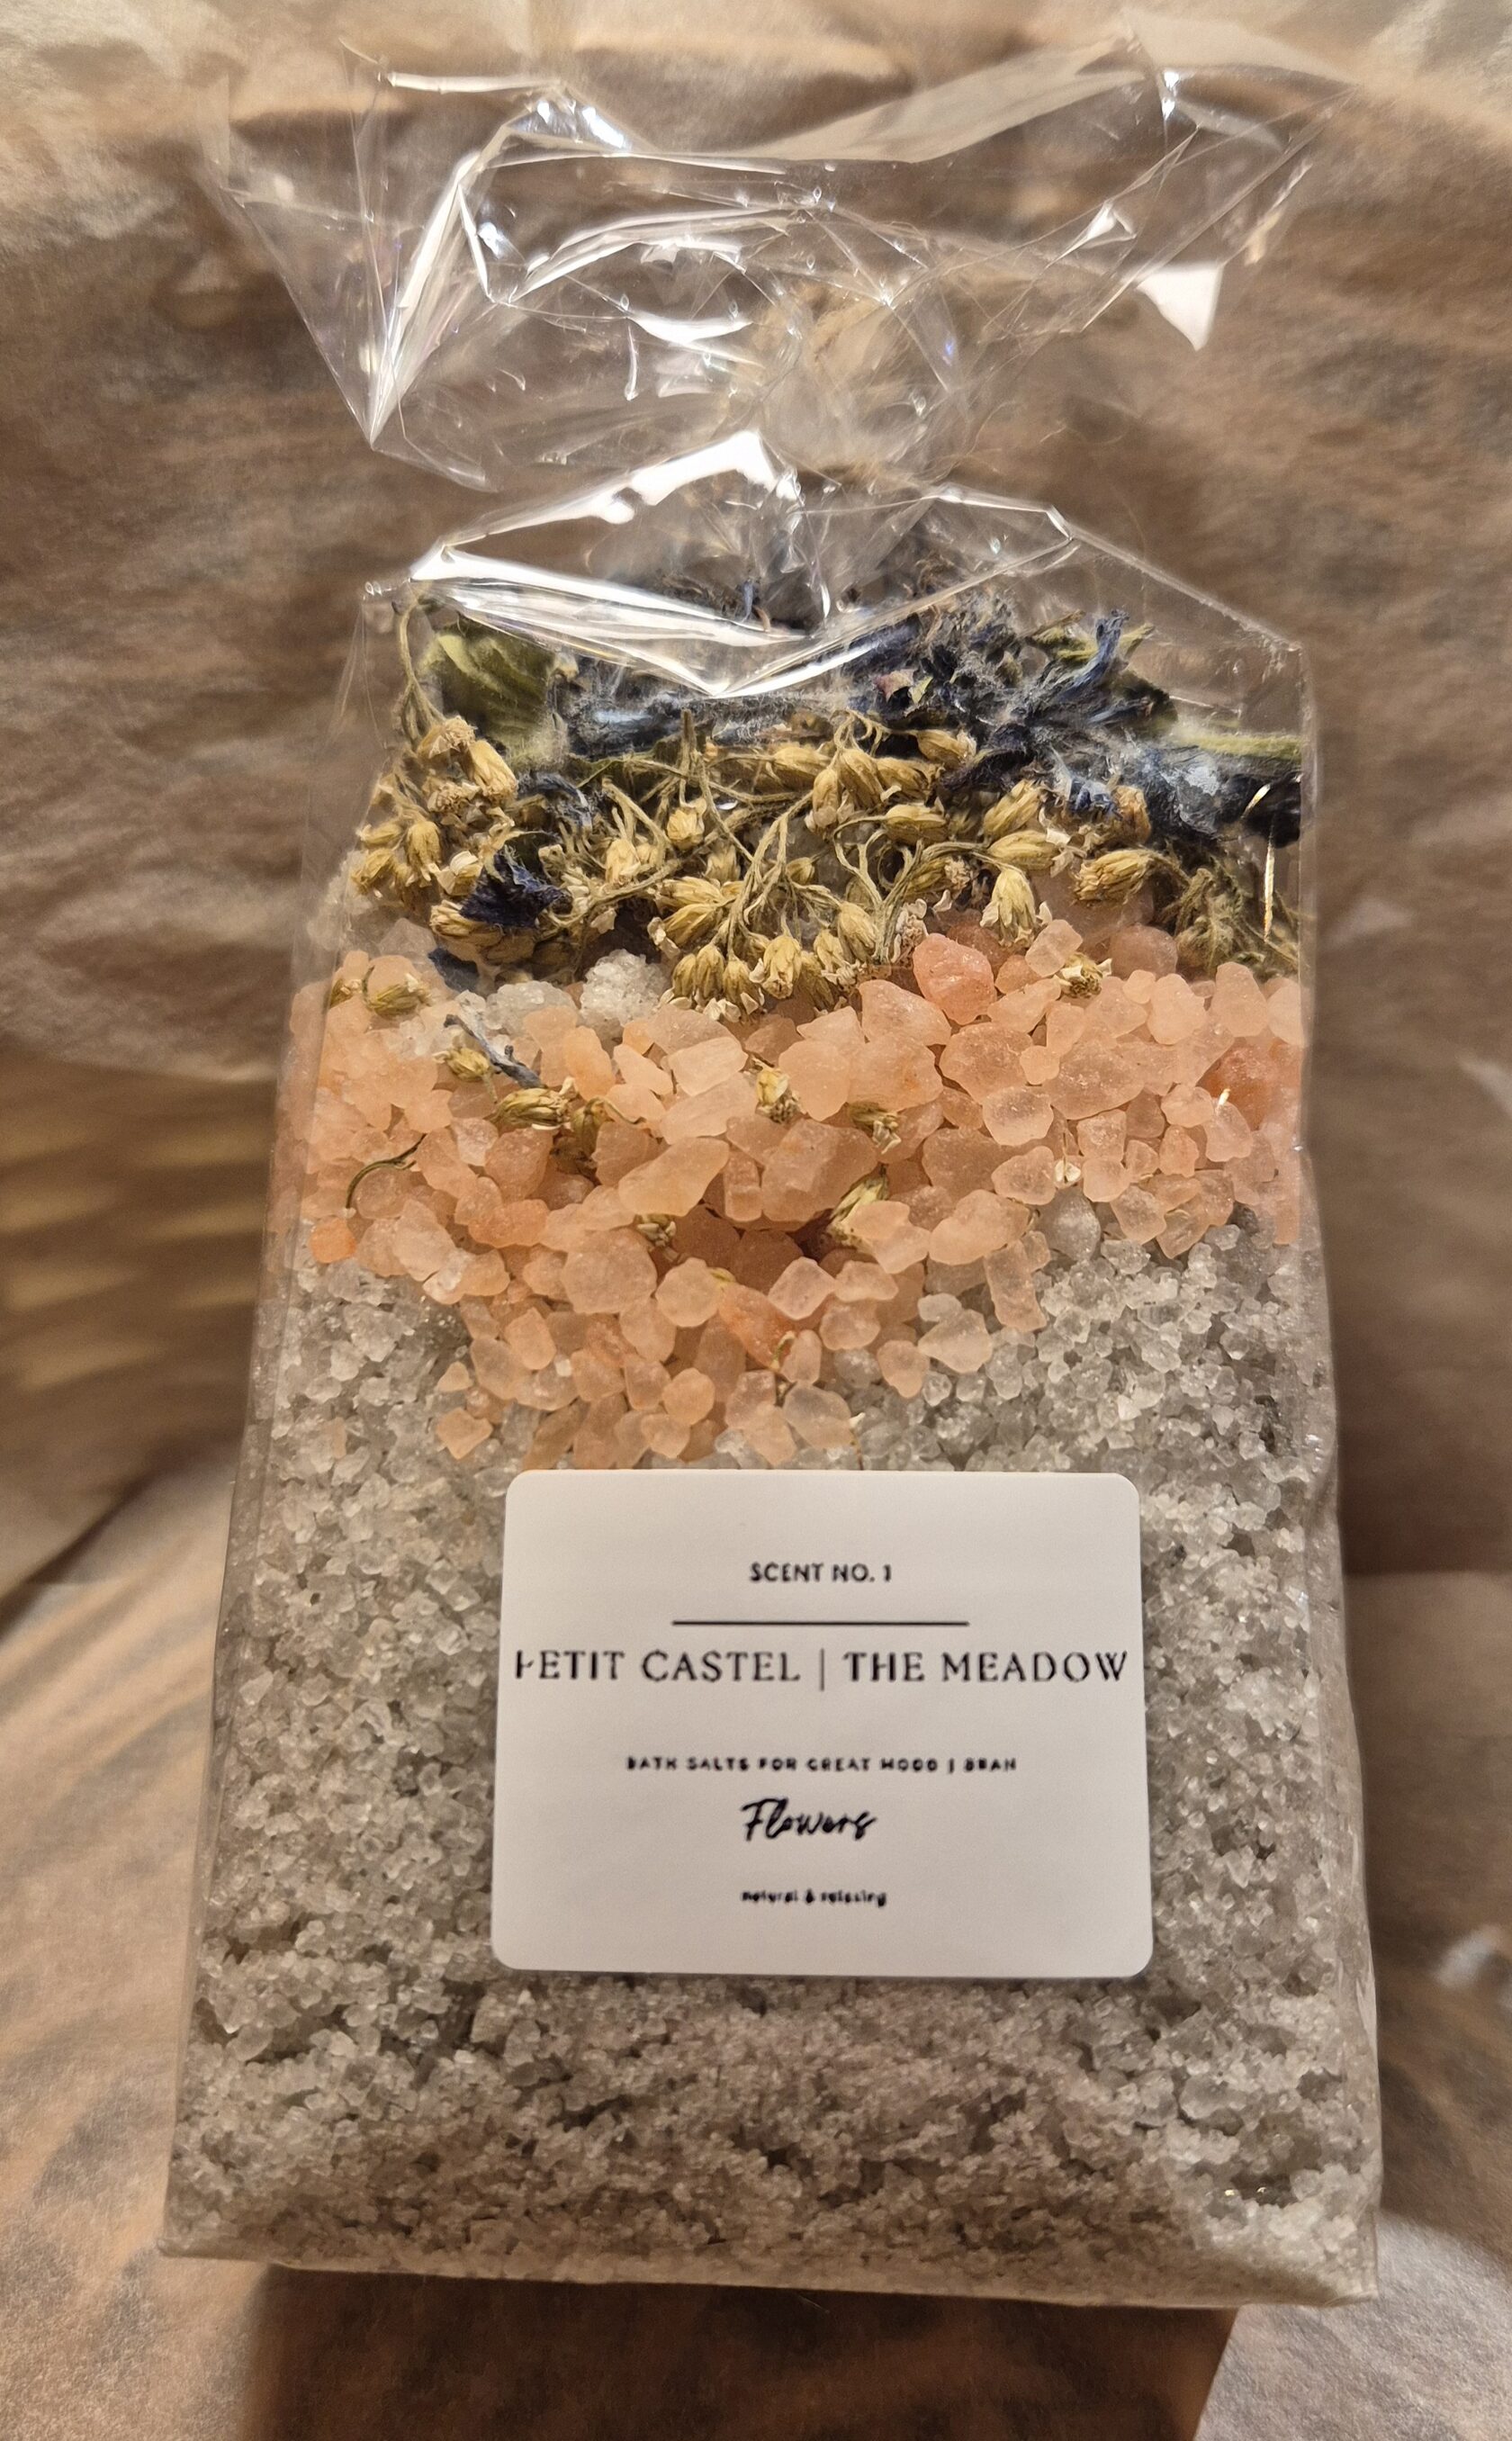 SCENT NO. 1
PETIT CASTEL | THE MEADOW
BATH SALTS FOR GREAT MOOD |
Flowers
natural & relaxing